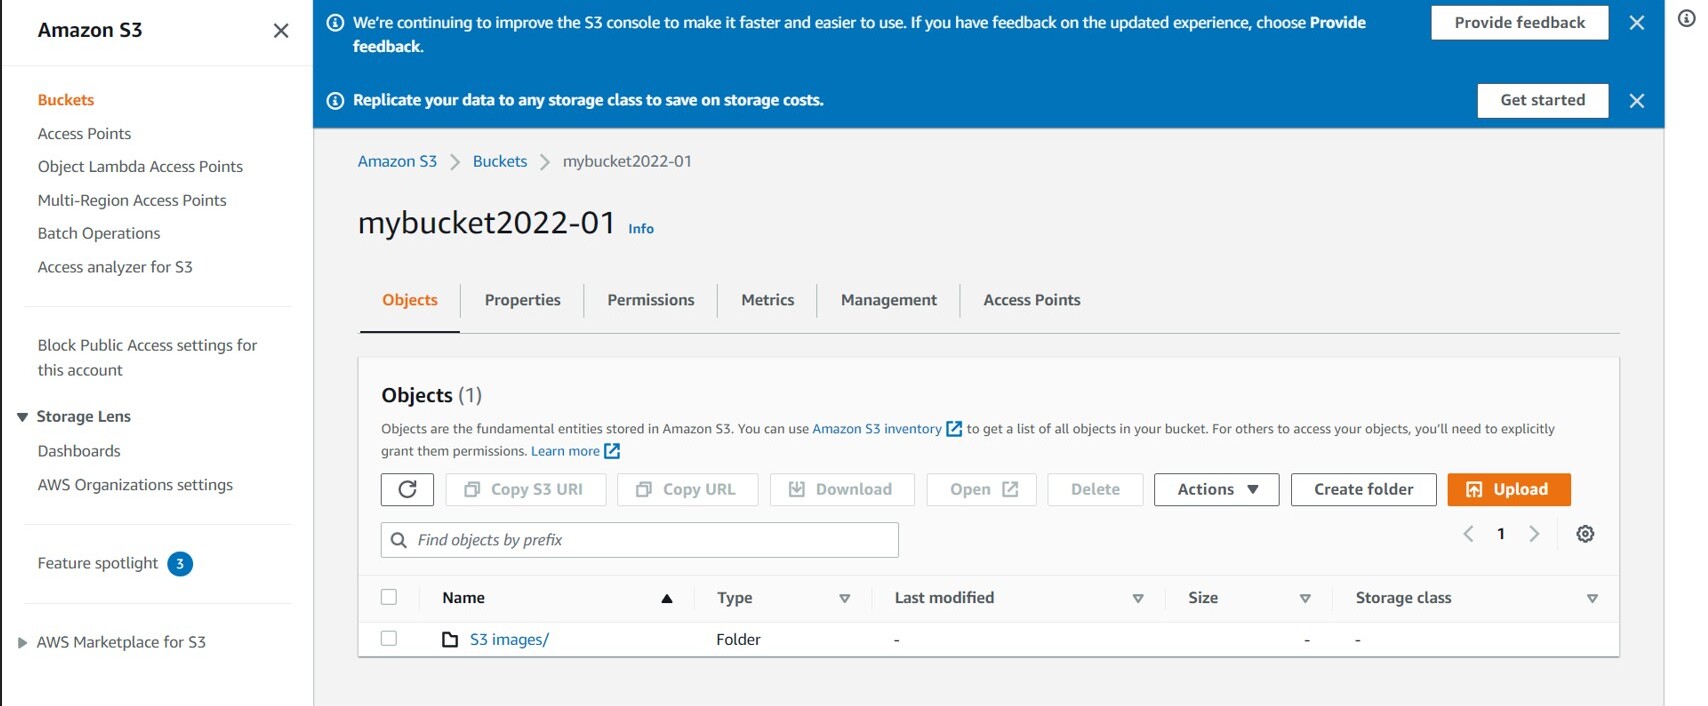 Amazon S3
Buckets
Access Points
Object Lambda Access Points
Multi-Region Access Points
Batch Operations
Access analyzer for S3
Block Public Access settings for
this account
Storage Lens
Dashboards
AWS Organizations settings
Feature spotlight 3
AWS Marketplace for S3
We're continuing to improve the S3 console to make it faster and easier to use. If you have feedback on the updated experience, choose Provide
feedback.
Provide feedback
Replicate your data to any storage class to save on storage costs.
Get started
Amazon S3 Buckets mybucket2022-01
mybucket2022-01 Info
Objects Properties Permissions Metrics Management Access Points
Objects (1)
Objects are the fundamental entities stored in Amazon S3. You can use Amazon S3 inventory to get a list of all objects in your bucket. For others to access your objects, you'll need to explicitly
grant them permissions. Learn more
Copy S3 URI Copy URL Download Open Delete Actions Create folder Upload
Find objects by prefix
1
Name Type Last modified Size Storage class
S3 images/ Folder - - -